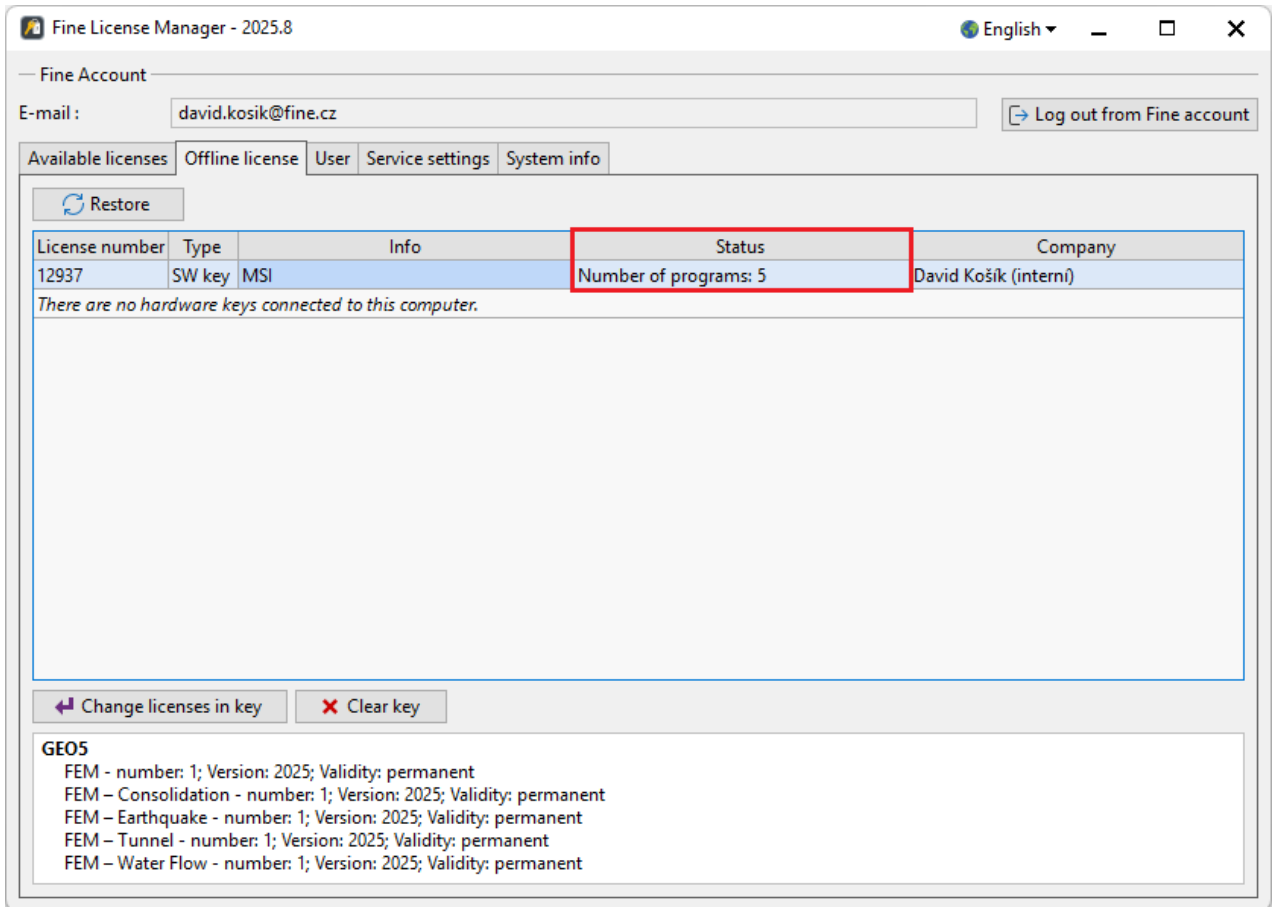 Fine License Manager - 2025.8 English
Fine Account
E-mail : david.kosik@fine.cz Log out from Fine account
Available licenses Offline license User Service settings System info
Restore
License number Type Info Status Company
12937 SW key MSI Number of programs: 5 David Košík (interní)
There are no hardware keys connected to this computer.
Change licenses in key Clear key
GEO5
FEM - number: 1; Version: 2025; Validity: permanent
FEM – Consolidation - number: 1; Version: 2025; Validity: permanent
FEM – Earthquake - number: 1; Version: 2025; Validity: permanent
FEM – Tunnel - number: 1; Version: 2025; Validity: permanent
FEM – Water Flow - number: 1; Version: 2025; Validity: permanent